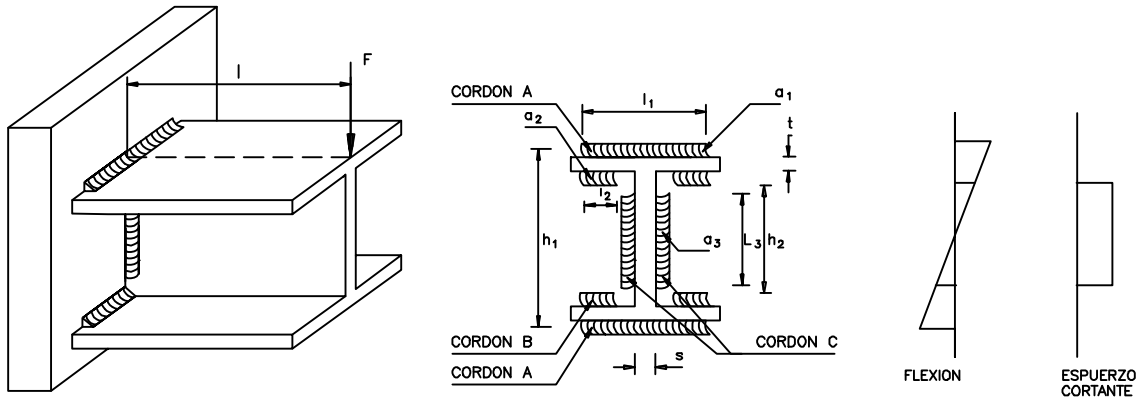 l
F
CORDON A
l₁
a₁
a₂
t
l₂
h₁
a₃
L₃
h₂
CORDON B
CORDON C
CORDON A
s
FLEXION
ESPUERZO
CORTANTE